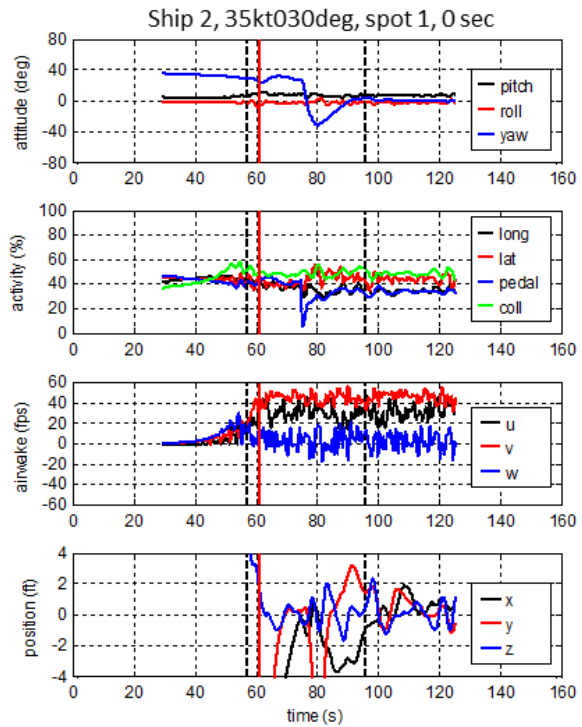 Ship 2, 35kt030deg, spot 1, 0 sec
attitude (deg)
80
40
0
-40
-80
pitch
roll
yaw
0 20 40 60 80 100 120 140
activity (%)
100
80
60
40
20
0
long
lat
pedal
coll
0 20 40 60 80 100 120 140
airwake (fps)
60
40
20
0
-20
-40
-60
u
v
w
0 20 40 60 80 100 120 140
position (ft)
4
2
0
-2
-4
x
y
z
0 20 40 60 80 100 120 140
time (s)